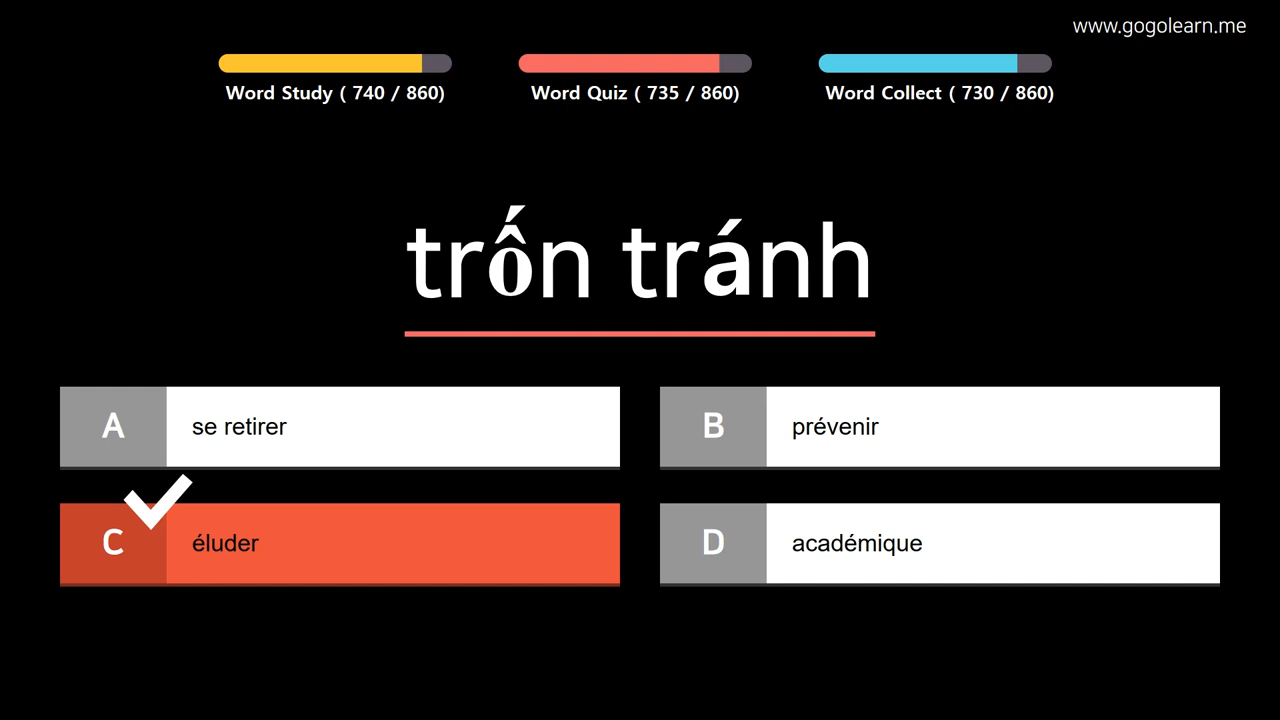 www.gogolearn.me
Word Study ( 740 / 860)
Word Quiz ( 735 / 860)
Word Collect ( 730 / 860)
trốn tránh
A se retirer
B prévenir
C éluder
D académique